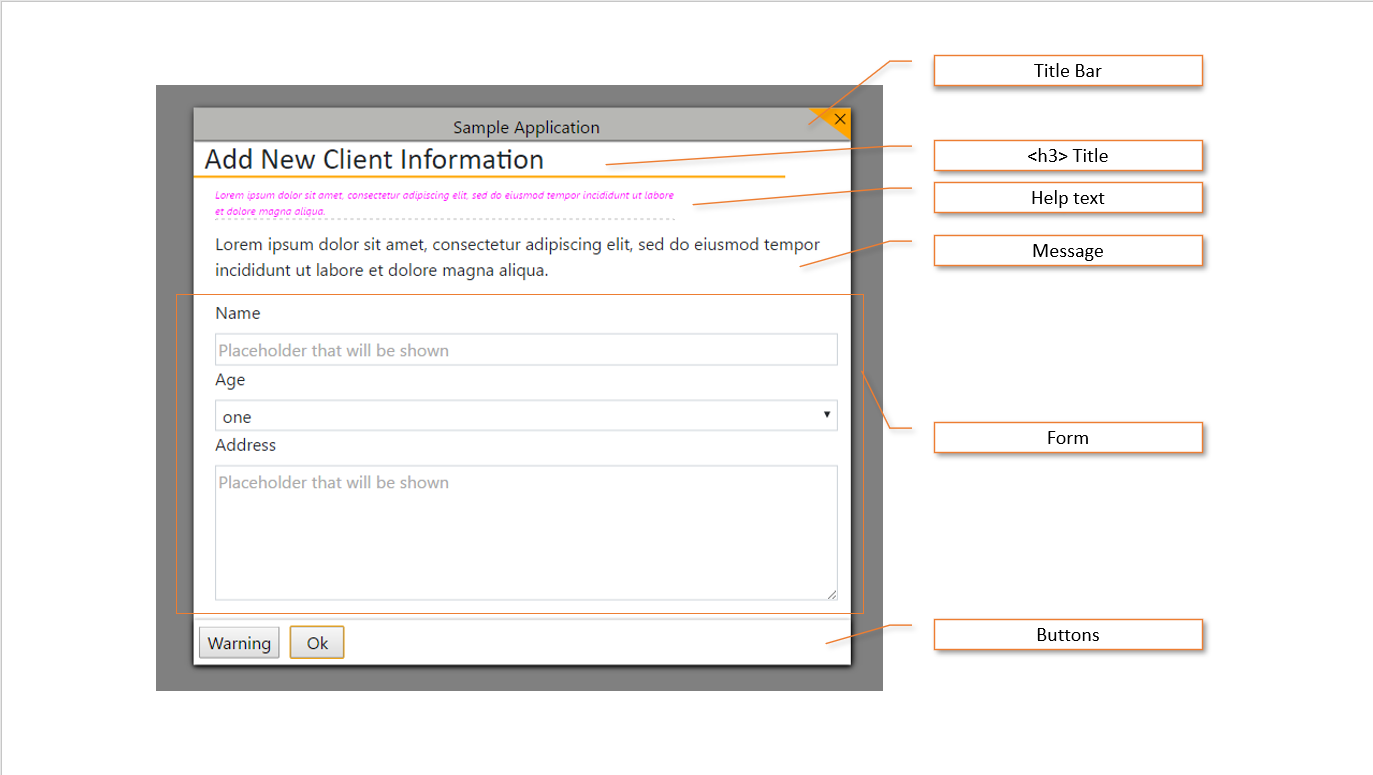 Title Bar
Sample Application
Add New Client Information
<h3> Title
Lorem ipsum dolor sit amet, consectetur adipiscing elit, sed do eiusmod tempor incididunt ut labore
et dolore magna aliqua.
Help text
Lorem ipsum dolor sit amet, consectetur adipiscing elit, sed do eiusmod tempor
incididunt ut labore et dolore magna aliqua.
Message
Name
Placeholder that will be shown
Age
one
Form
Address
Placeholder that will be shown
Warning
Ok
Buttons